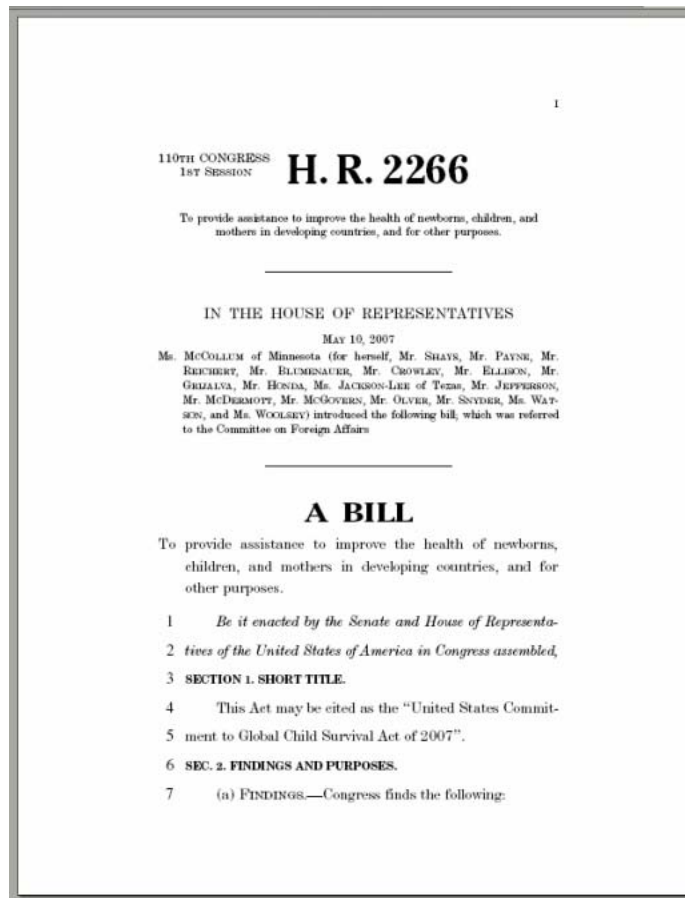 I
110TH CONGRESS
1ST SESSION
H. R. 2266
To provide assistance to improve the health of newborns, children, and
mothers in developing countries, and for other purposes.
IN THE HOUSE OF REPRESENTATIVES
MAY 10, 2007
Ms. MCCOLLUM of Minnesota (for herself, Mr. SHAYS, Mr. PAYNE, Mr.
REICHERT, Mr. BLUMENAUER, Mr. CROWLEY, Mr. ELLISON, Mr.
GRIJALVA, Mr. HONDA, Ms. JACKSON-LEE of Texas, Mr. JEFFERSON,
Mr. MCDERMOTT, Mr. MCGOVERN, Mr. OLVER, Mr. SNYDER, Ms. WAT-
SON, and Ms. WOOLSEY) introduced the following bill; which was referred
to the Committee on Foreign Affairs
A BILL
To provide assistance to improve the health of newborns,
children, and mothers in developing countries, and for
other purposes.
1 Be it enacted by the Senate and House of Representa-
2 tives of the United States of America in Congress assembled,
3 SECTION 1. SHORT TITLE.
4 This Act may be cited as the “United States Commit-
5 ment to Global Child Survival Act of 2007”.
6 SEC. 2. FINDINGS AND PURPOSES.
7 (a) FINDINGS.—Congress finds the following: